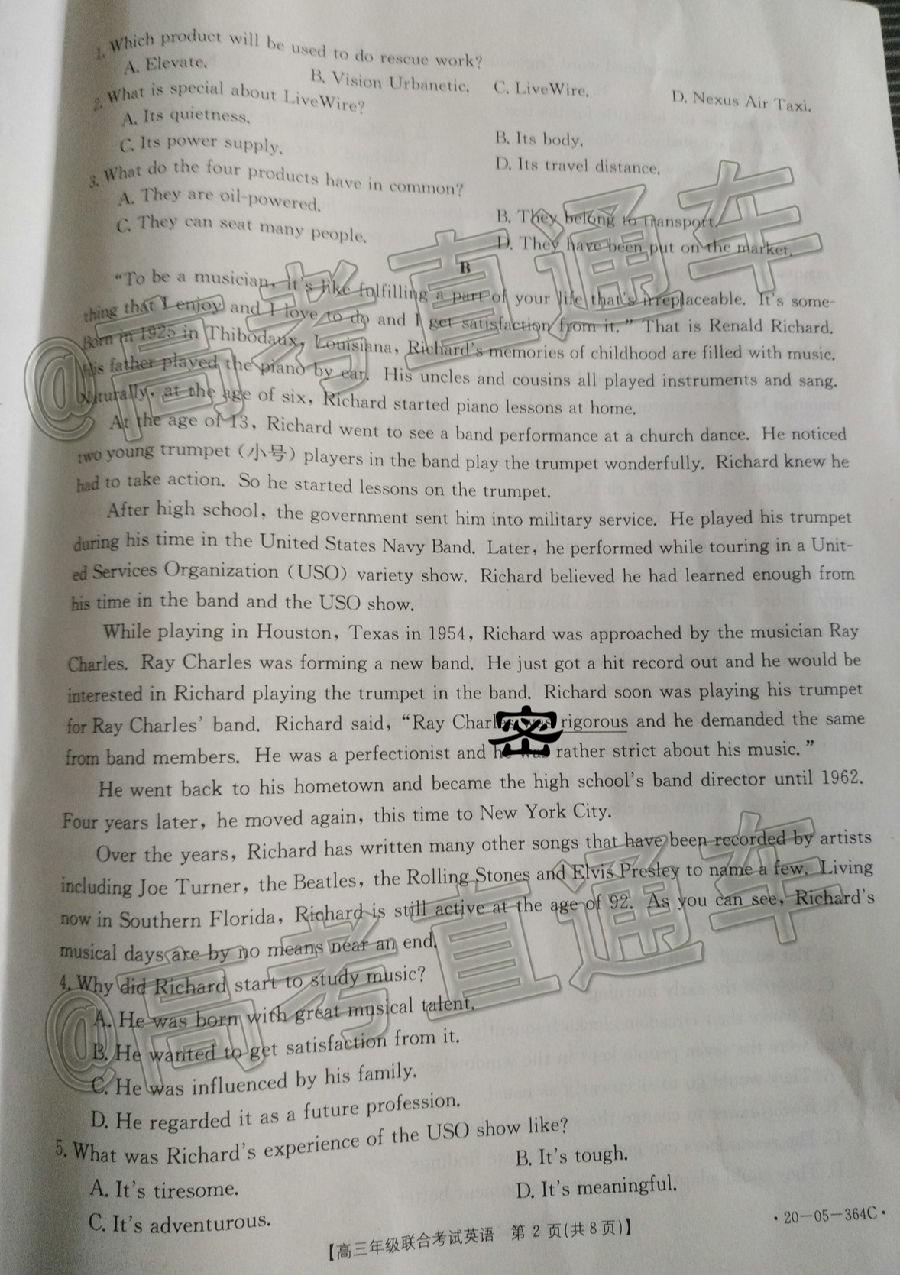 1. Which product will be used to do rescue work?
A. Elevate. B. Vision Urbanetic. C. LiveWire. D. Nexus Air Taxi.
2. What is special about LiveWire?
A. Its quietness. B. Its body.
C. Its power supply. D. Its travel distance.
3. What do the four products have in common?
A. They are oil-powered. B. They belong to transport.
C. They can seat many people. D. They have been put on the market.
B
“To be a musician, it's like fulfilling a part of your life that's irreplaceable. It's some-
thing that I enjoy and I love to do and I get satisfaction from it.” That is Renald Richard.
Born in 1925 in Thibodaux, Louisiana, Richard's memories of childhood are filled with music.
His father played the piano by ear. His uncles and cousins all played instruments and sang.
Naturally, at the age of six, Richard started piano lessons at home.
At the age of 13, Richard went to see a band performance at a church dance. He noticed
two young trumpet (小号) players in the band play the trumpet wonderfully. Richard knew he
had to take action. So he started lessons on the trumpet.
After high school, the government sent him into military service. He played his trumpet
during his time in the United States Navy Band. Later, he performed while touring in a Unit-
ed Services Organization (USO) variety show. Richard believed he had learned enough from
his time in the band and the USO show.
While playing in Houston, Texas in 1954, Richard was approached by the musician Ray
Charles. Ray Charles was forming a new band. He just got a hit record out and he would be
interested in Richard playing the trumpet in the band. Richard soon was playing his trumpet
for Ray Charles' band. Richard said, “Ray Charles was rigorous and he demanded the same
from band members. He was a perfectionist and he was rather strict about his music.”
密
He went back to his hometown and became the high school's band director until 1962.
Four years later, he moved again, this time to New York City.
Over the years, Richard has written many other songs that have been recorded by artists
including Joe Turner, the Beatles, the Rolling Stones and Elvis Presley to name a few. Living
now in Southern Florida, Richard is still active at the age of 92. As you can see, Richard's
musical days are by no means near an end.
4. Why did Richard start to study music?
A. He was born with great musical talent.
B. He wanted to get satisfaction from it.
C. He was influenced by his family.
D. He regarded it as a future profession.
5. What was Richard's experience of the USO show like?
A. It's tiresome. B. It's tough.
C. It's adventurous. D. It's meaningful.
【高三年级联合考试英语 第 2 页(共 8 页)】 ·20-05-364C·
@高考直通车
@高考直通车